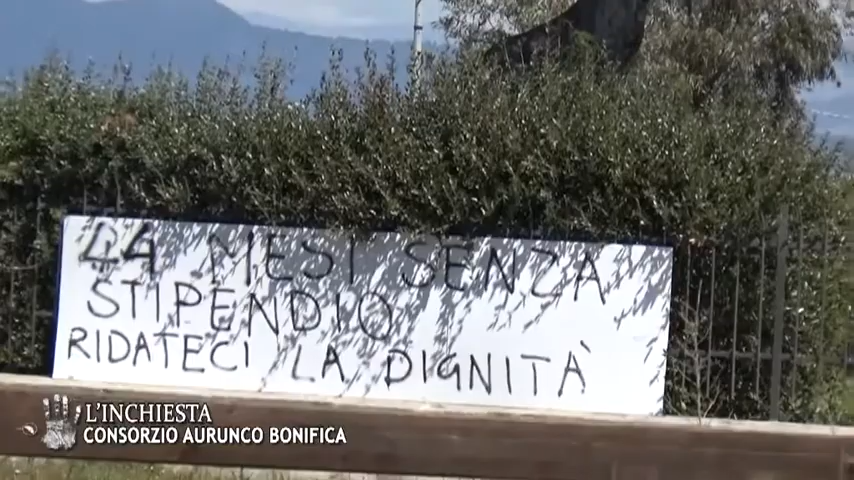 44 MESI SENZA
STIPENDIO
RIDATECI LA DIGNITÀ
L'INCHIESTA
CONSORZIO AURUNCO BONIFICA